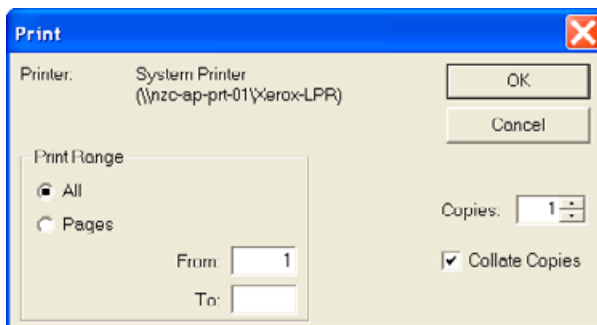 Print
Printer: System Printer
(\\nzc-ap-prt-01\Xerox-LPR)
OK
Cancel
Print Range
All
Pages
From: 1
To:
Copies: 1
Collate Copies